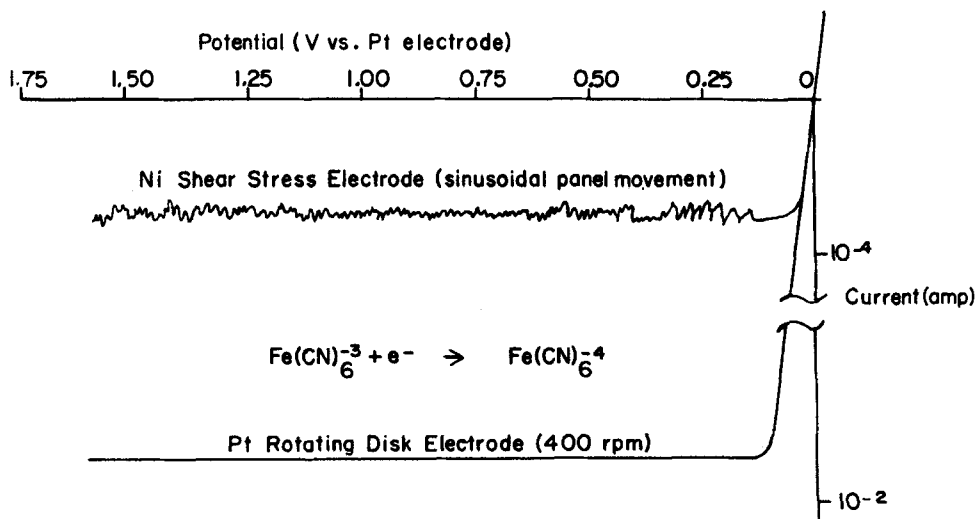 Potential (V vs. Pt electrode)
1.75 1.50 1.25 1.00 0.75 0.50 0.25 0
Ni Shear Stress Electrode (sinusoidal panel movement)
10-4
Current (amp)
Fe(CN)6-3 + e- → Fe(CN)6-4
Pt Rotating Disk Electrode (400 rpm)
10-2